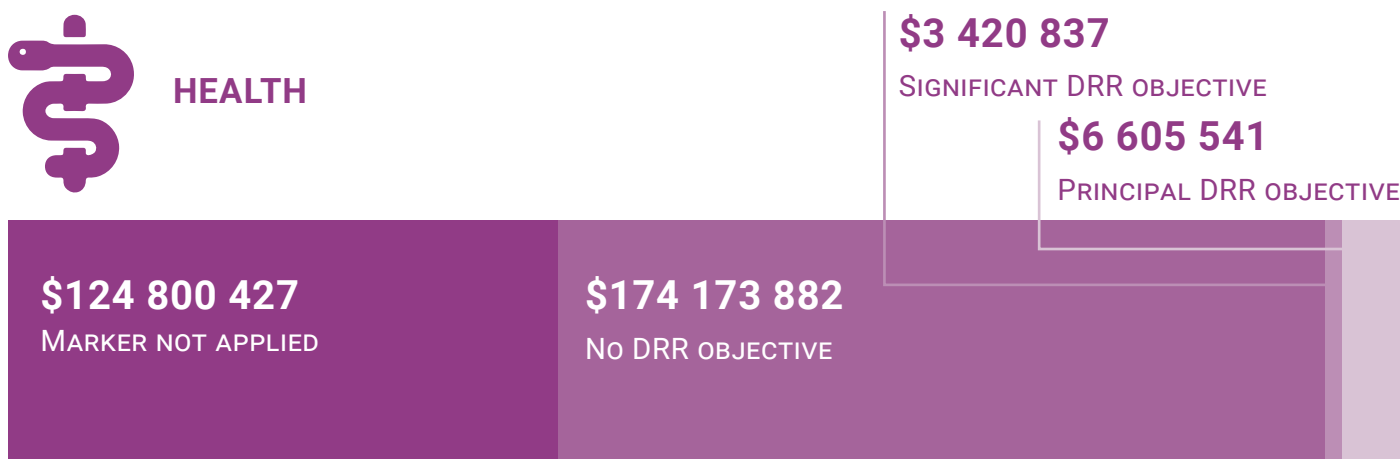 HEALTH
$3 420 837
Significant DRR objective
$6 605 541
Principal DRR objective
$124 800 427
Marker not applied
$174 173 882
No DRR objective